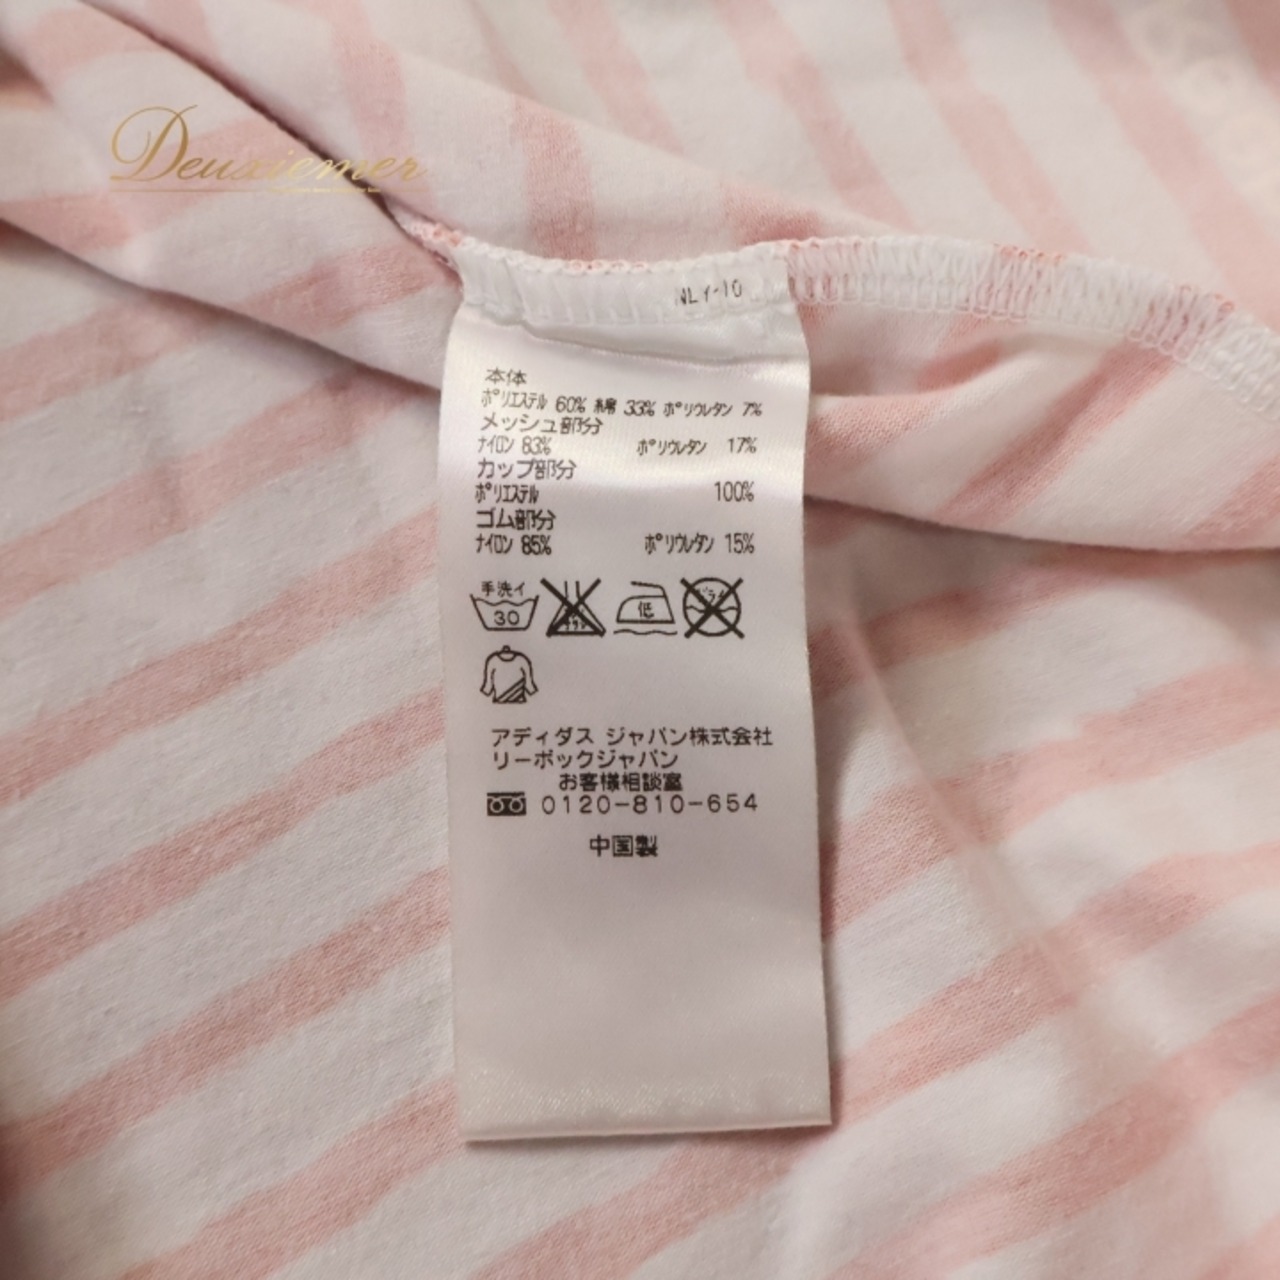 Deuxiemer
本体
ポリエステル 60% 綿 33% ポリウレタン 7%
メッシュ部分
ナイロン 83% ポリウレタン 17%
カップ部分
ポリエステル 100%
ゴム部分
ナイロン 85% ポリウレタン 15%
手洗イ
30
低
アディダス ジャパン株式会社
リーボックジャパン
お客様相談室
0120-810-654
中国製